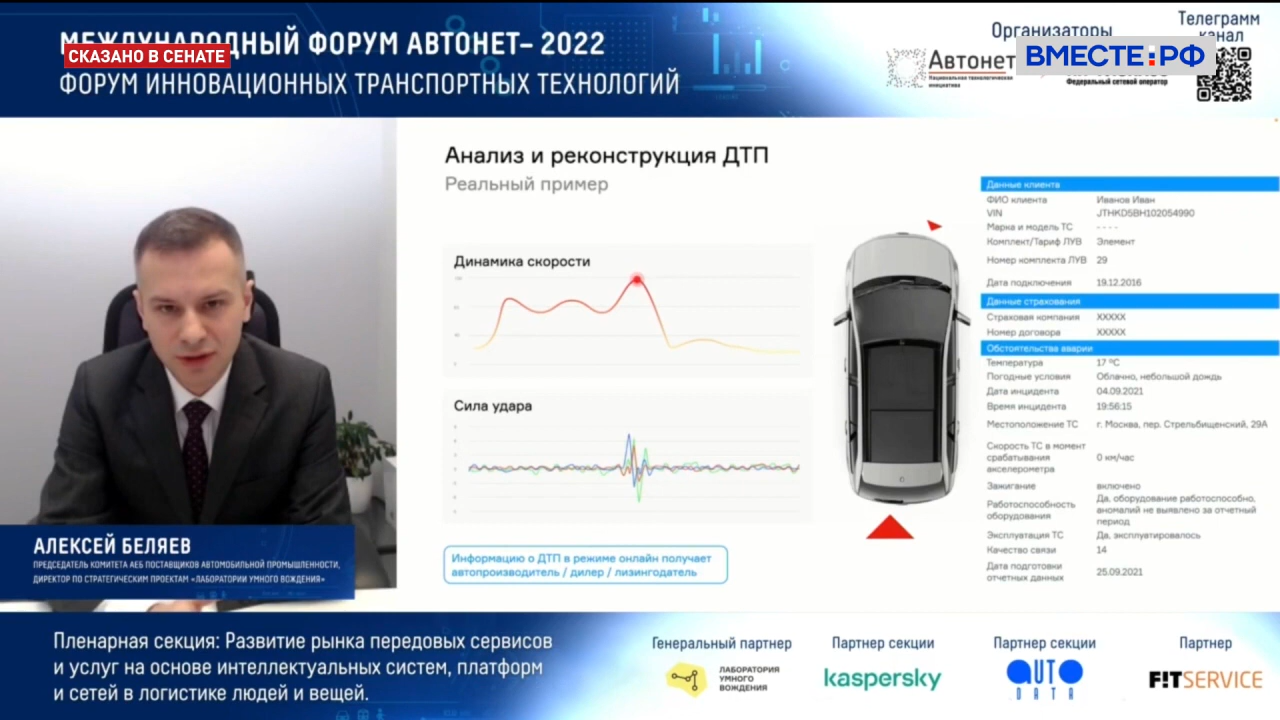 МЕЖДУНАРОДНЫЙ ФОРУМ АВТОНЕТ– 2022
СКАЗАНО В СЕНАТЕ
ФОРУМ ИННОВАЦИОННЫХ ТРАНСПОРТНЫХ ТЕХНОЛОГИЙ
Организаторы
Автонет
Национальная технологическая
инициатива
Федеральный сетевой оператор
Телеграмм
канал
ВМЕСТЕ:РФ
Анализ и реконструкция ДТП
Реальный пример
Динамика скорости
Сила удара
Информацию о ДТП в режиме онлайн получает
автопроизводитель / дилер / лизингодатель
Данные клиента
ФИО клиента Иванов Иван
VIN JTHKD5BH102054990
Марка и модель ТС - - - -
Комплект/Тариф ЛУВ Элемент
Номер комплекта ЛУВ 29
Дата подключения 19.12.2016
Данные страхования
Страховая компания XXXXX
Номер договора XXXXX
Обстоятельства аварии
Температура 17 °C
Погодные условия Облачно, небольшой дождь
Дата инцидента 04.09.2021
Время инцидента 19:56:15
Местоположение ТС г. Москва, пер. Стрельбищенский, 29А
Скорость ТС в момент
срабатывания 0 км/час
акселерометра
Зажигание включено
Работоспособность Да, оборудование работоспособно,
оборудования аномалий не выявлено за отчетный
период
Эксплуатация ТС Да, эксплуатировалось
Качество связи 14
Дата подготовки
отчетных данных 25.09.2021
АЛЕКСЕЙ БЕЛЯЕВ
ПРЕДСЕДАТЕЛЬ КОМИТЕТА АЕБ ПОСТАВЩИКОВ АВТОМОБИЛЬНОЙ ПРОМЫШЛЕННОСТИ,
ДИРЕКТОР ПО СТРАТЕГИЧЕСКИМ ПРОЕКТАМ «ЛАБОРАТОРИИ УМНОГО ВОЖДЕНИЯ»
Пленарная секция: Развитие рынка передовых сервисов
и услуг на основе интеллектуальных систем, платформ
и сетей в логистике людей и вещей.
Генеральный партнер
ЛАБОРАТОРИЯ
УМНОГО
ВОЖДЕНИЯ
Партнер секции
kaspersky
Партнер секции
AUTO
DATA
Партнер
F!TSERVICE